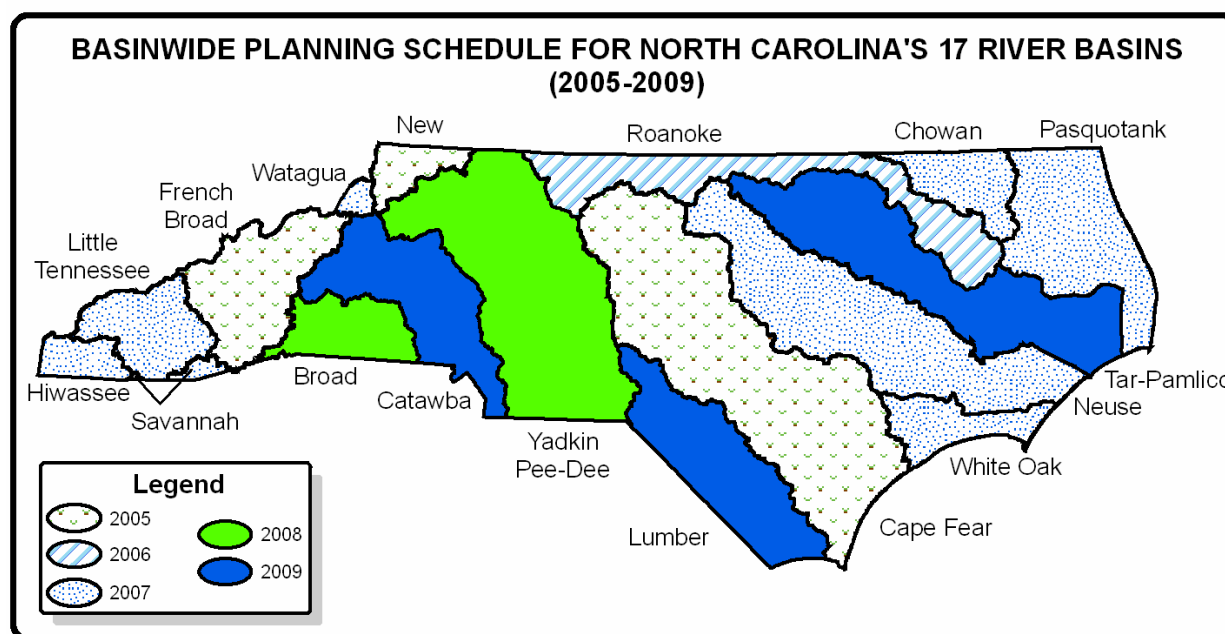 BASINWIDE PLANNING SCHEDULE FOR NORTH CAROLINA'S 17 RIVER BASINS
(2005-2009)
New
Roanoke
Chowan
Pasquotank
Watagua
French
Broad
Little
Tennessee
Hiwassee
Savannah
Broad
Catawba
Yadkin
Pee-Dee
Lumber
Cape Fear
White Oak
Neuse
Tar-Pamlico
Legend
2005
2006
2007
2008
2009